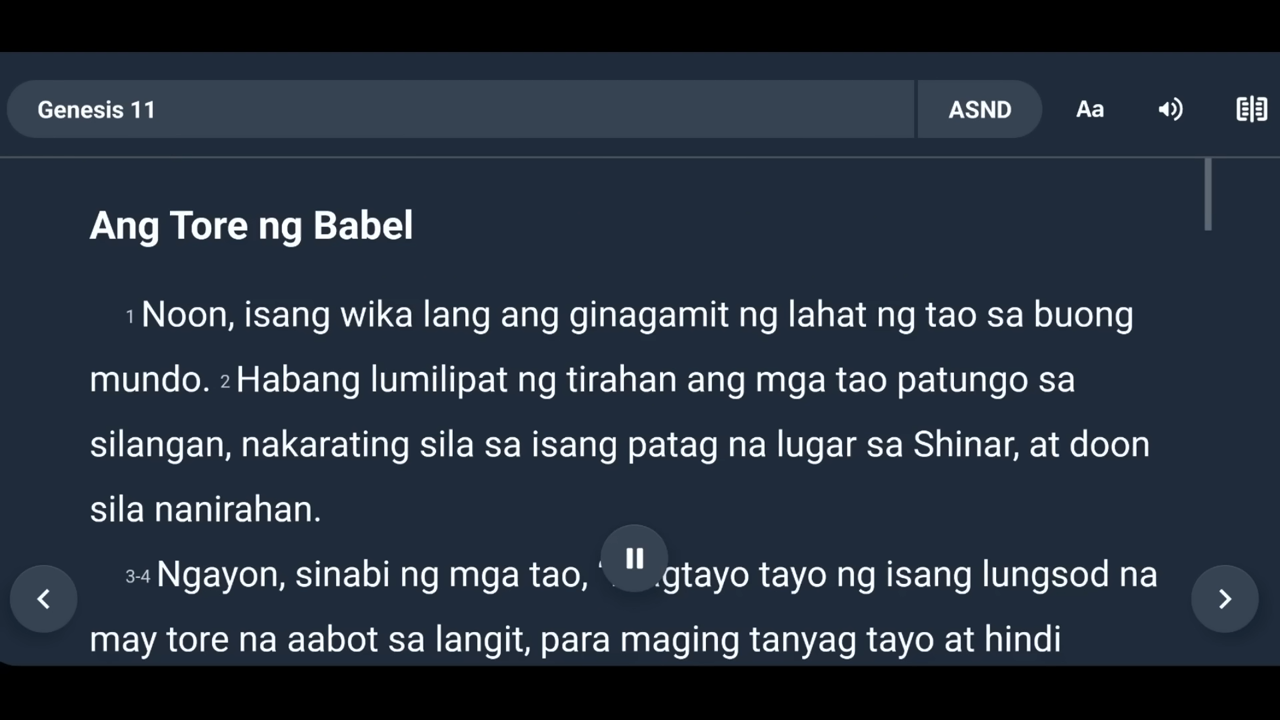 Genesis 11
ASND
Aa
Ang Tore ng Babel
1 Noon, isang wika lang ang ginagamit ng lahat ng tao sa buong
mundo. 2 Habang lumilipat ng tirahan ang mga tao patungo sa
silangan, nakarating sila sa isang patag na lugar sa Shinar, at doon
sila nanirahan.
3-4 Ngayon, sinabi ng mga tao, tayo ng isang lungsod na
may tore na aabot sa langit, para maging tanyag tayo at hindi